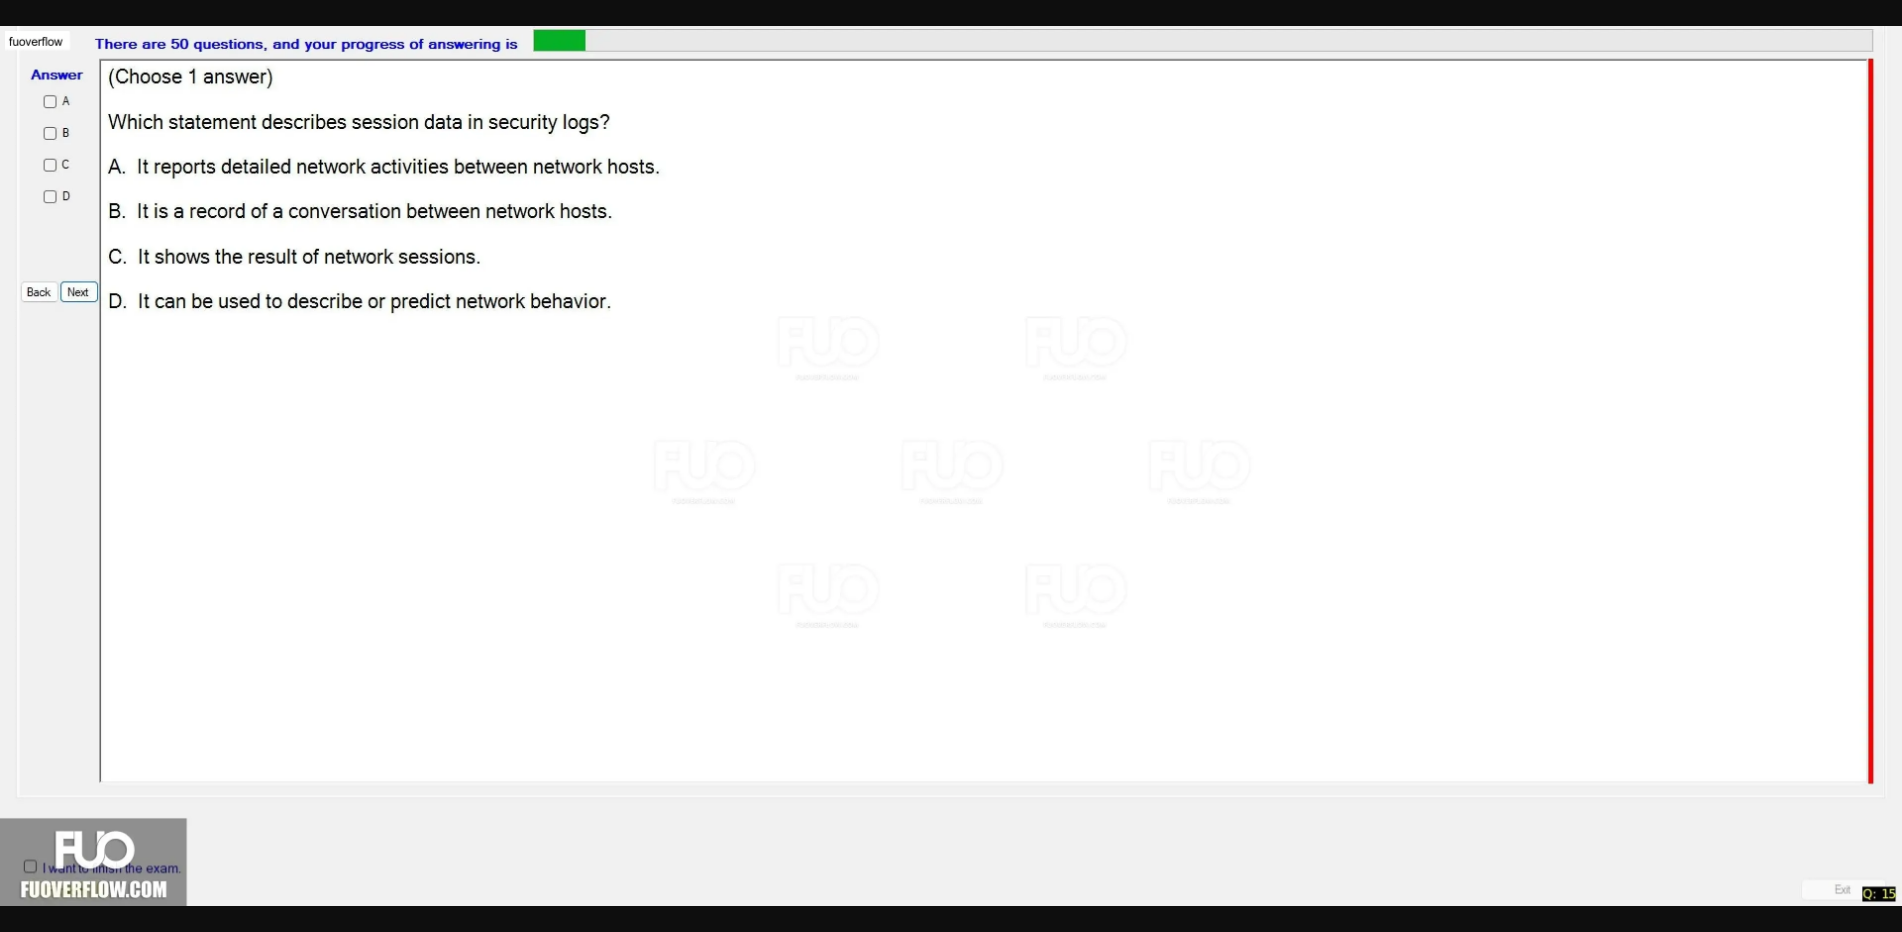 fuoverflow
There are 50 questions, and your progress of answering is
Answer
A
B
C
D
Back Next
(Choose 1 answer)
Which statement describes session data in security logs?
A. It reports detailed network activities between network hosts.
B. It is a record of a conversation between network hosts.
C. It shows the result of network sessions.
D. It can be used to describe or predict network behavior.
FUO
FUO
FUO
FUO
FUO
FUO
FUO
FUO
I want to finish the exam.
FUOVERFLOW.COM
Exit
Q: 15